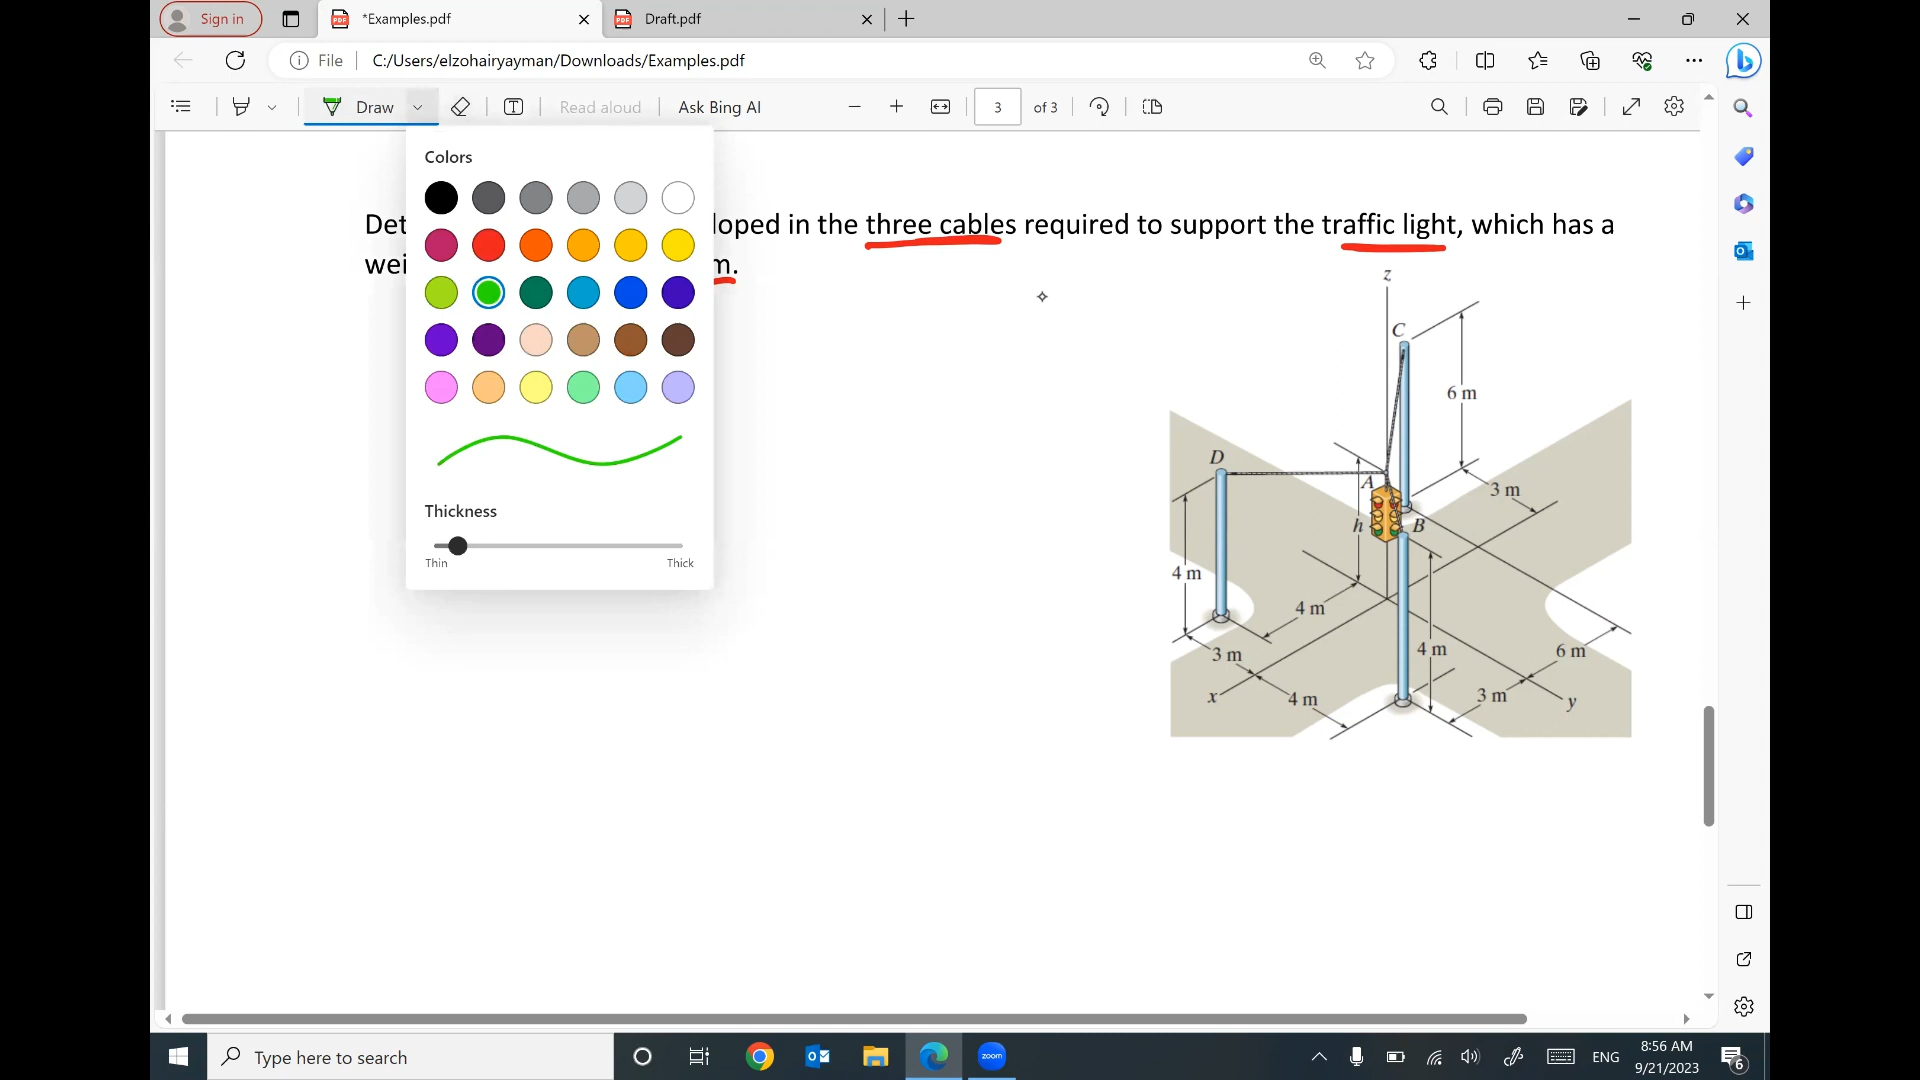 Sign in
*Examples.pdf
Draft.pdf
File
C:/Users/elzohairyayman/Downloads/Examples.pdf
Draw
Read aloud
Ask Bing AI
3
of 3
Colors
Det
loped in the three cables required to support the traffic light, which has a
wei
m.
Thickness
Thin
Thick
z
C
6 m
D
A
3 m
h
B
4 m
4 m
3 m
4 m
6 m
x
4 m
3 m
y
Type here to search
zoom
ENG
8:56 AM
9/21/2023
6